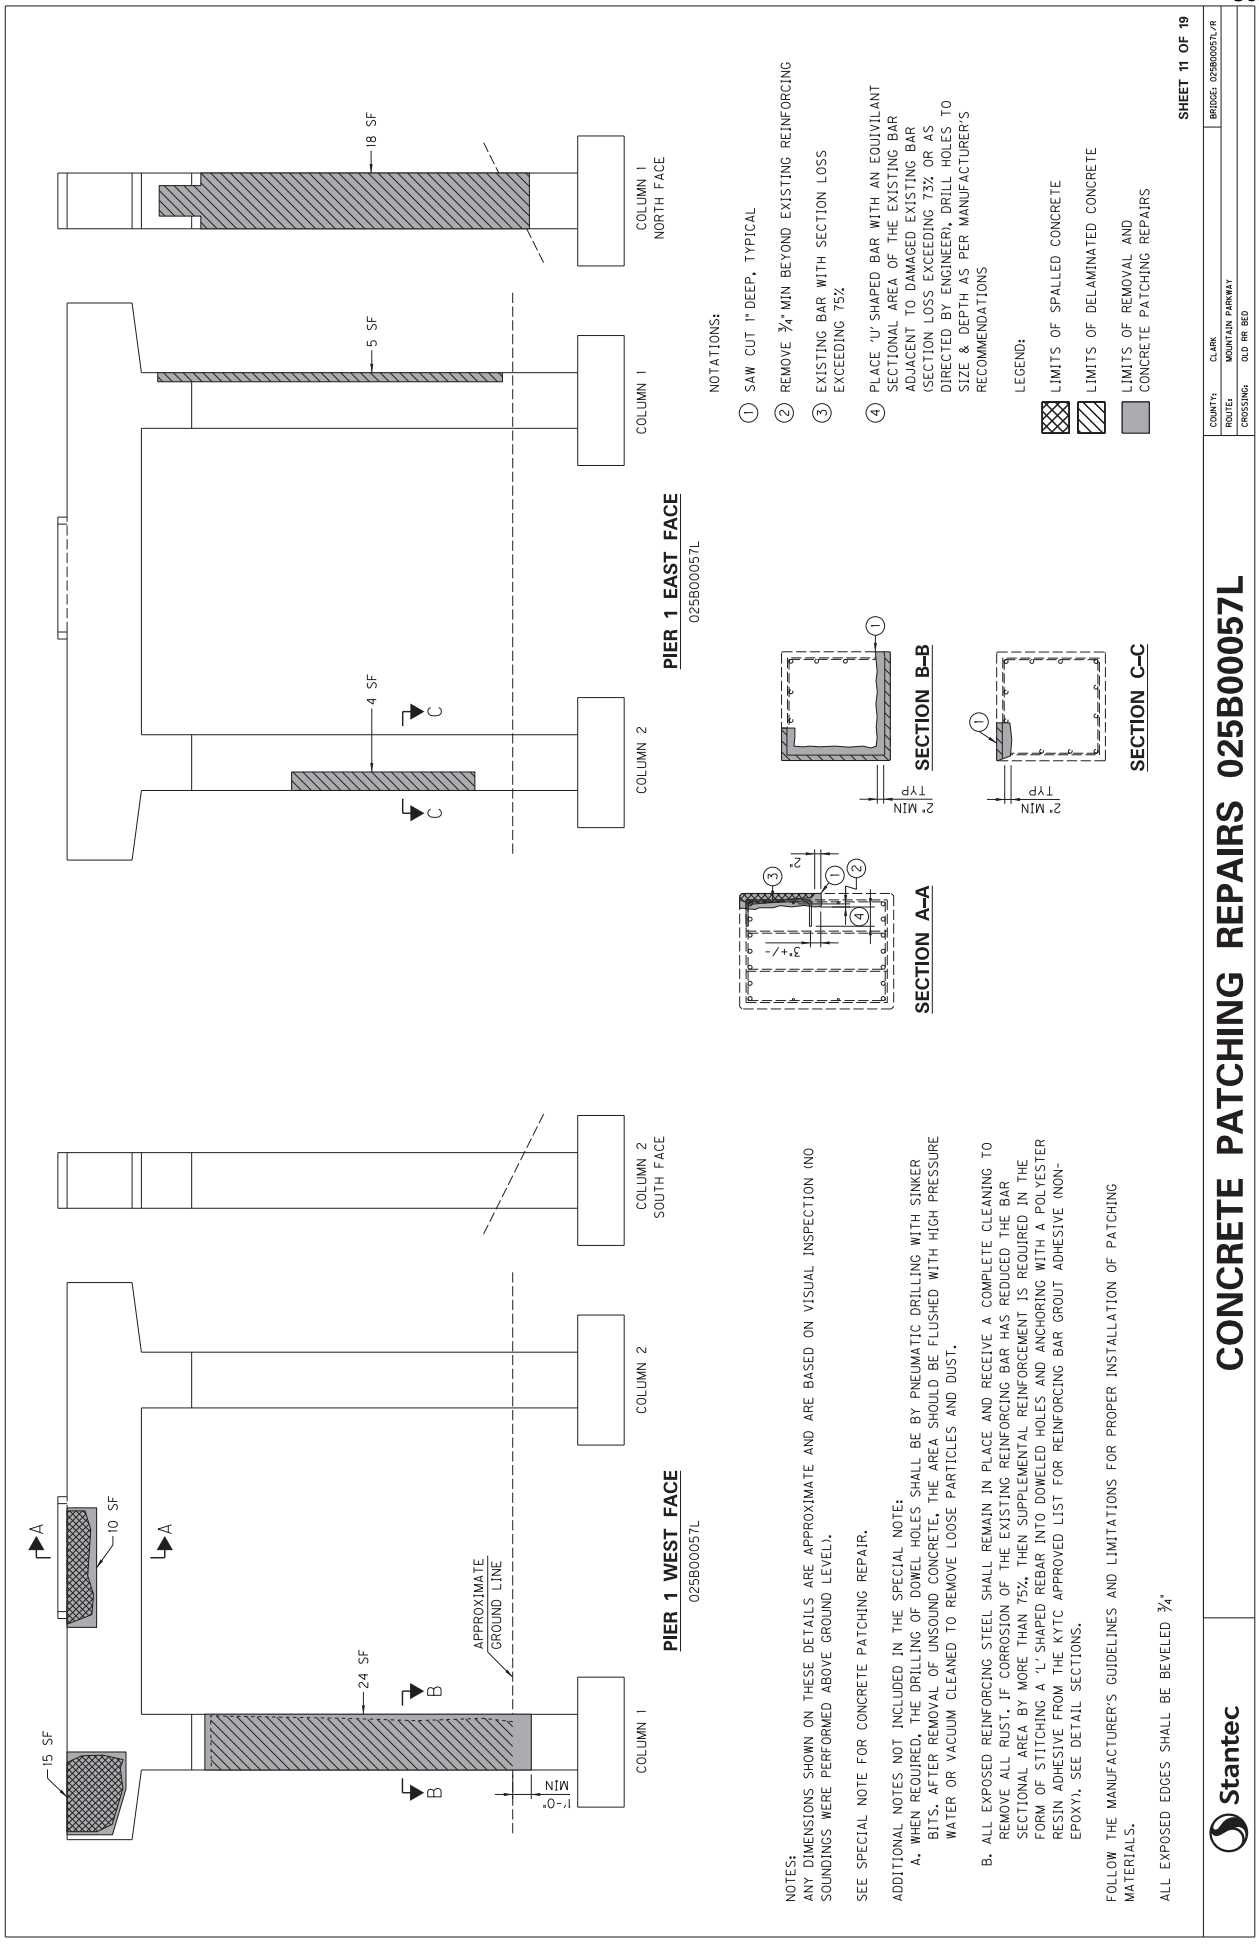 15 SF
A
A
10 SF
24 SF
B
B
1'-0"
MIN
APPROXIMATE
GROUND LINE
COLUMN 1
COLUMN 2
PIER 1 WEST FACE
025B00057L
COLUMN 2
SOUTH FACE
4 SF
C
C
5 SF
COLUMN 2
COLUMN 1
PIER 1 EAST FACE
025B00057L
18 SF
COLUMN 1
NORTH FACE
NOTES:
ANY DIMENSIONS SHOWN ON THESE DETAILS ARE APPROXIMATE AND ARE BASED ON VISUAL INSPECTION (NO
SOUNDINGS WERE PERFORMED ABOVE GROUND LEVEL).
SEE SPECIAL NOTE FOR CONCRETE PATCHING REPAIR.
ADDITIONAL NOTES NOT INCLUDED IN THE SPECIAL NOTE:
A. WHEN REQUIRED, THE DRILLING OF DOWEL HOLES SHALL BE BY PNEUMATIC DRILLING WITH SINKER
BITS. AFTER REMOVAL OF UNSOUND CONCRETE, THE AREA SHOULD BE FLUSHED WITH HIGH PRESSURE
WATER OR VACUUM CLEANED TO REMOVE LOOSE PARTICLES AND DUST.
B. ALL EXPOSED REINFORCING STEEL SHALL REMAIN IN PLACE AND RECEIVE A COMPLETE CLEANING TO
REMOVE ALL RUST. IF CORROSION OF THE EXISTING REINFORCING BAR HAS REDUCED THE BAR
SECTIONAL AREA BY MORE THAN 75%, THEN SUPPLEMENTAL REINFORCEMENT IS REQUIRED IN THE
FORM OF STITCHING A 'L' SHAPED REBAR INTO DOWELED HOLES AND ANCHORING WITH A POLYESTER
RESIN ADHESIVE FROM THE KYTC APPROVED LIST FOR REINFORCING BAR GROUT ADHESIVE (NON-
EPOXY). SEE DETAIL SECTIONS.
FOLLOW THE MANUFACTURER'S GUIDELINES AND LIMITATIONS FOR PROPER INSTALLATION OF PATCHING
MATERIALS.
ALL EXPOSED EDGES SHALL BE BEVELED ¾"
3
2"
1
2
4
3"+/-
SECTION A-A
1
2" MIN
TYP
SECTION B-B
1
2" MIN
TYP
SECTION C-C
NOTATIONS:
1 SAW CUT 1" DEEP, TYPICAL
2 REMOVE ¾" MIN BEYOND EXISTING REINFORCING
3 EXISTING BAR WITH SECTION LOSS
EXCEEDING 75%
4 PLACE 'U' SHAPED BAR WITH AN EQUIVILANT
SECTIONAL AREA OF THE EXISTING BAR
ADJACENT TO DAMAGED EXISTING BAR
(SECTION LOSS EXCEEDING 73% OR AS
DIRECTED BY ENGINEER). DRILL HOLES TO
SIZE & DEPTH AS PER MANUFACTURER'S
RECOMMENDATIONS
LEGEND:
LIMITS OF SPALLED CONCRETE
LIMITS OF DELAMINATED CONCRETE
LIMITS OF REMOVAL AND
CONCRETE PATCHING REPAIRS
SHEET 11 OF 19
Stantec
CONCRETE PATCHING REPAIRS 025B00057L
COUNTY: CLARK
BRIDGE: 025B00057L/R
ROUTE: MOUNTAIN PARKWAY
CROSSING: OLD RR BED